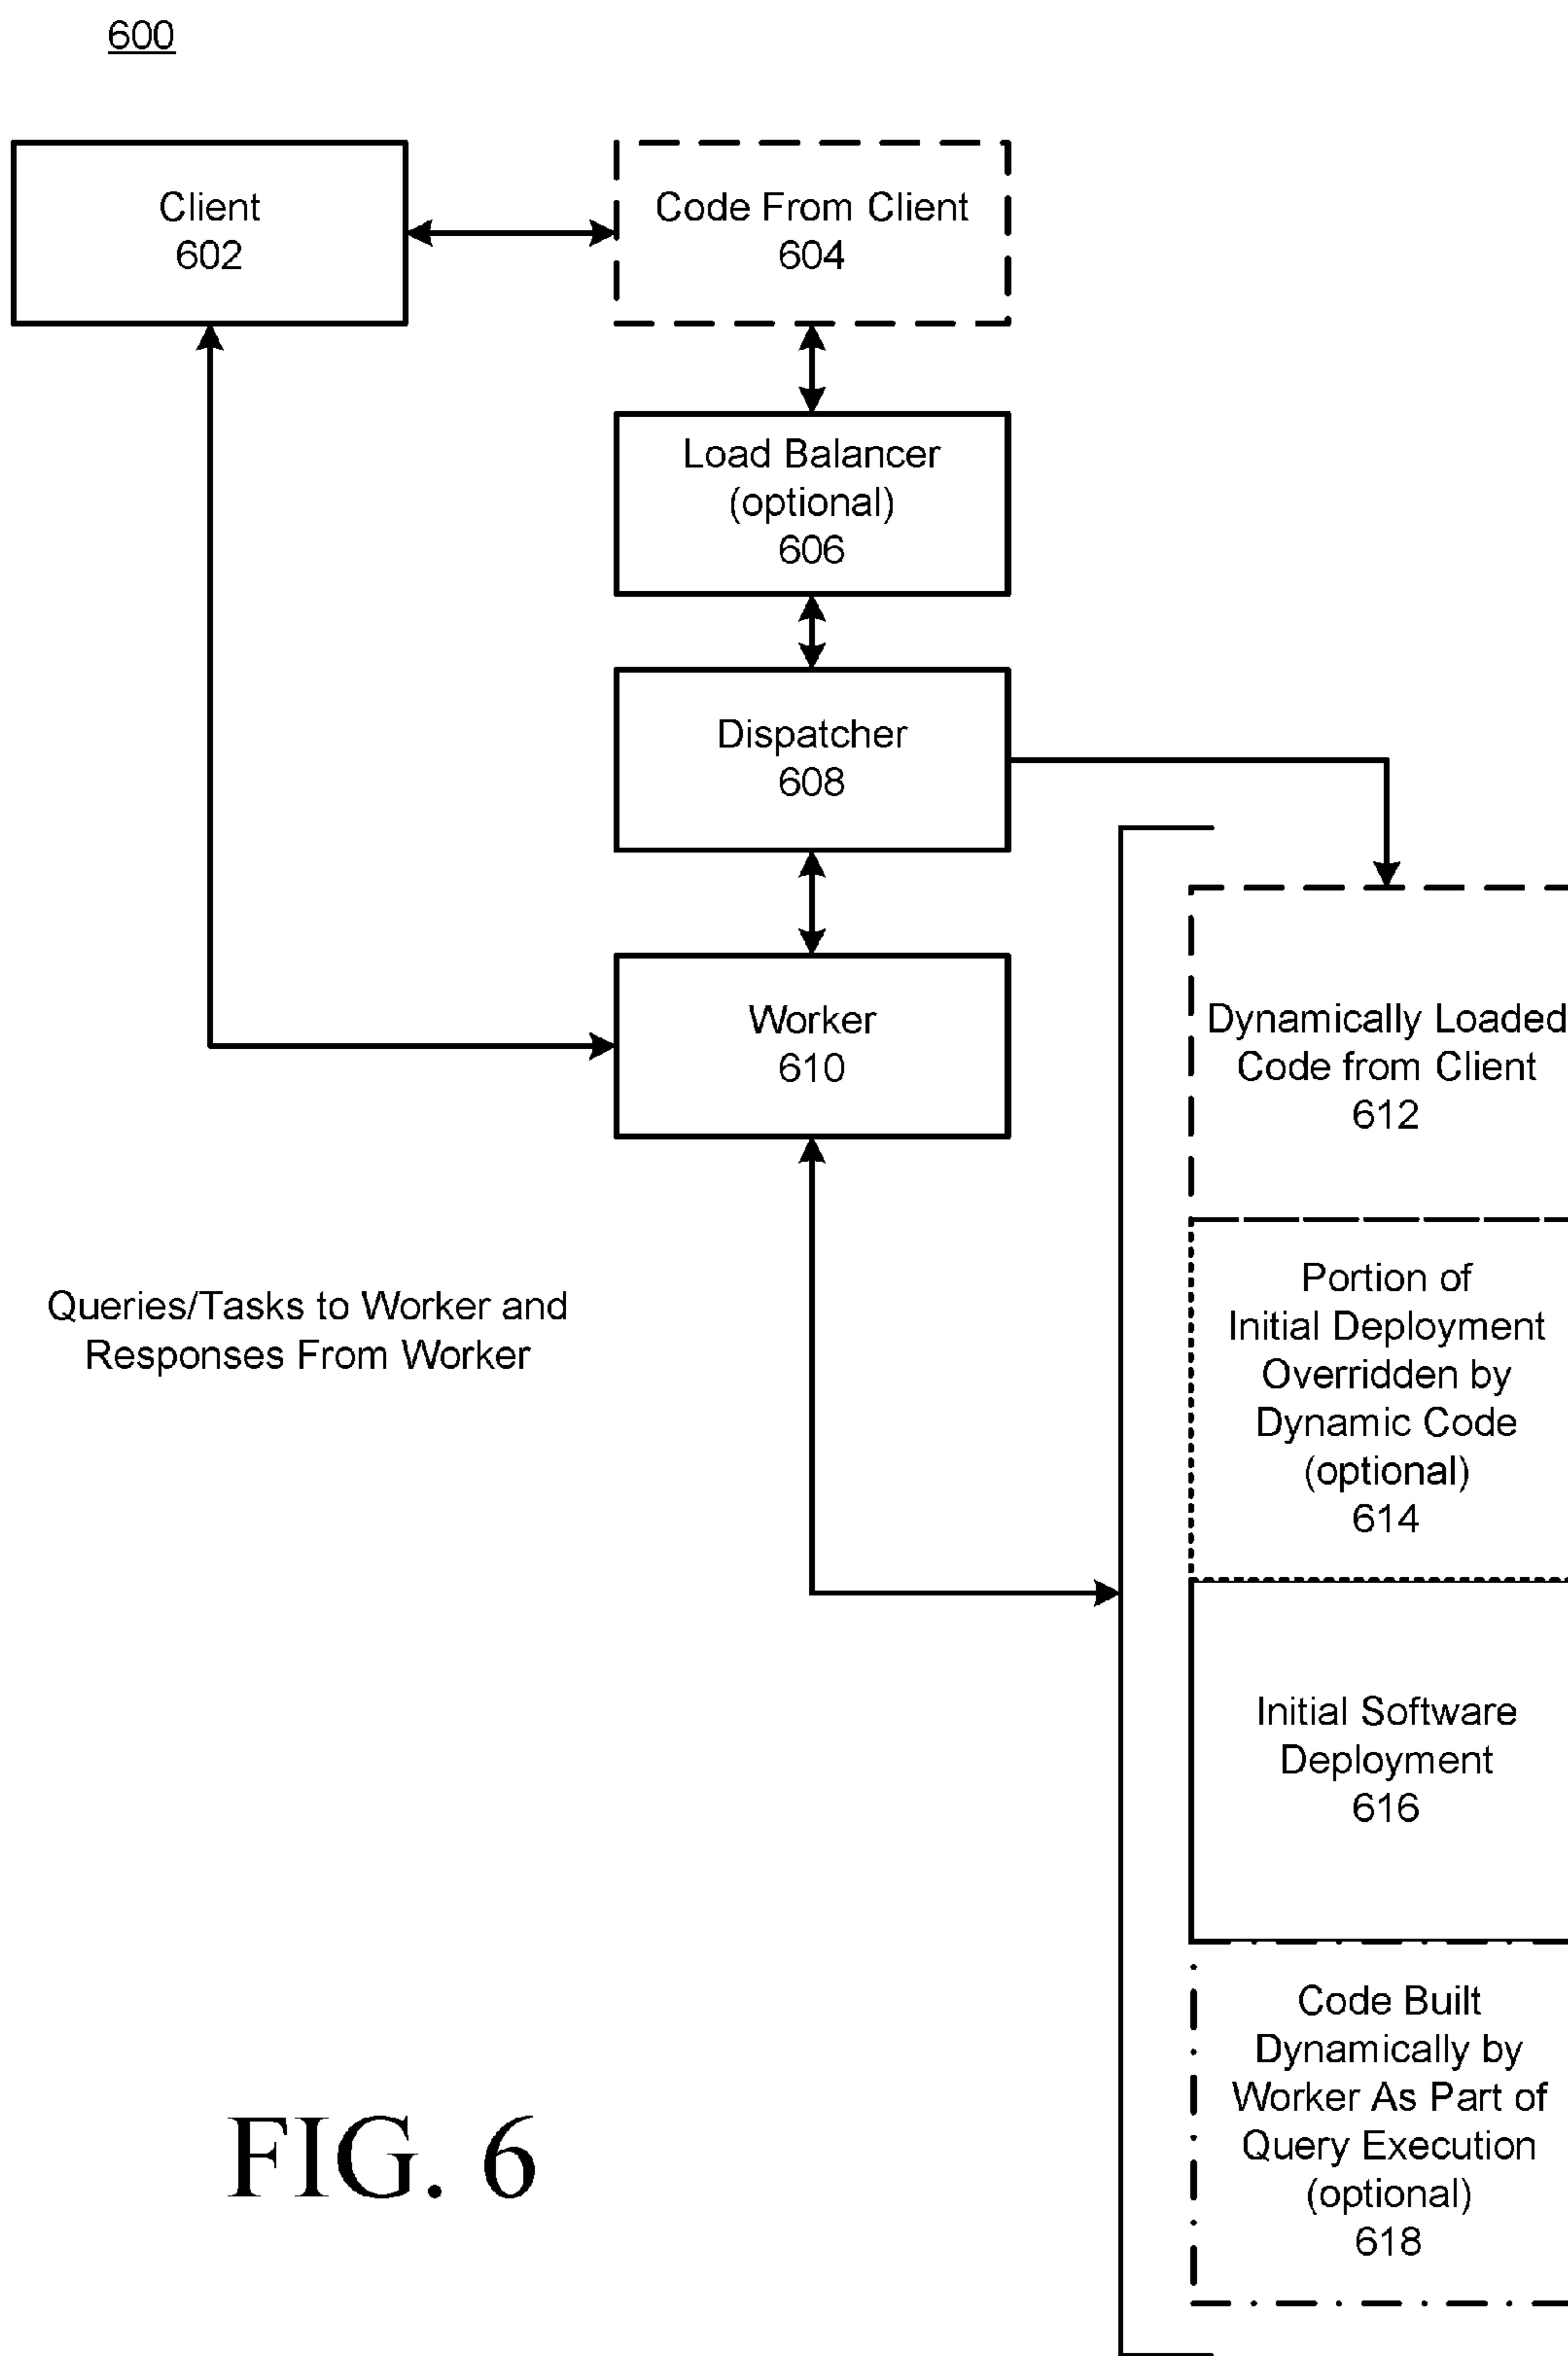 600
Client
602
Code From Client
604
Load Balancer
(optional)
606
Dispatcher
608
Worker
610
Dynamically Loaded
Code from Client
612
Portion of
Initial Deployment
Overridden by
Dynamic Code
(optional)
614
Queries/Tasks to Worker and
Responses From Worker
Initial Software
Deployment
616
Code Built
Dynamically by
Worker As Part of
Query Execution
(optional)
618
FIG. 6